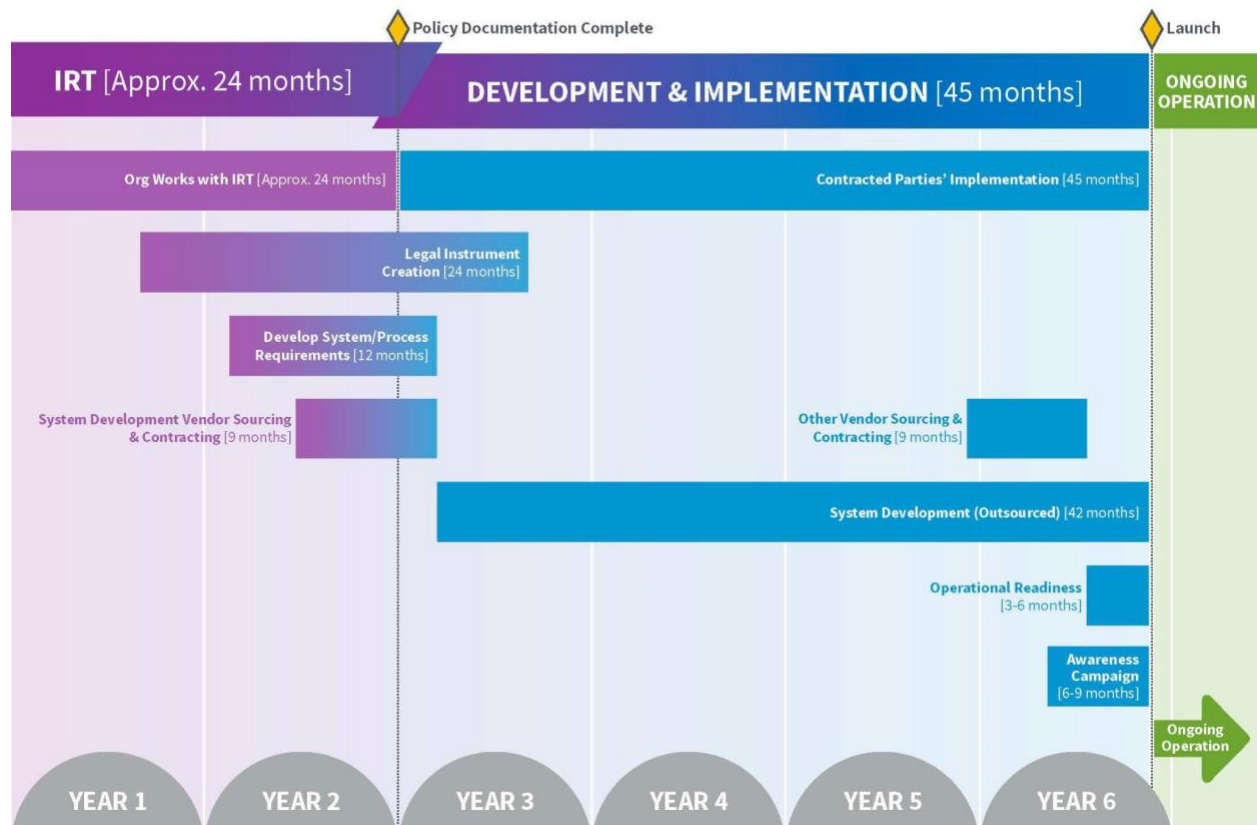 Policy Documentation Complete
Launch
IRT [Approx. 24 months]
DEVELOPMENT & IMPLEMENTATION [45 months]
ONGOING
OPERATION
Org Works with IRT [Approx. 24 months]
Contracted Parties’ Implementation [45 months]
Legal Instrument
Creation [24 months]
Develop System/Process
Requirements [12 months]
System Development Vendor Sourcing
& Contracting [9 months]
Other Vendor Sourcing &
Contracting [9 months]
System Development (Outsourced) [42 months]
Operational Readiness
[3-6 months]
Awareness
Campaign
[6-9 months]
Ongoing
Operation
YEAR 1
YEAR 2
YEAR 3
YEAR 4
YEAR 5
YEAR 6